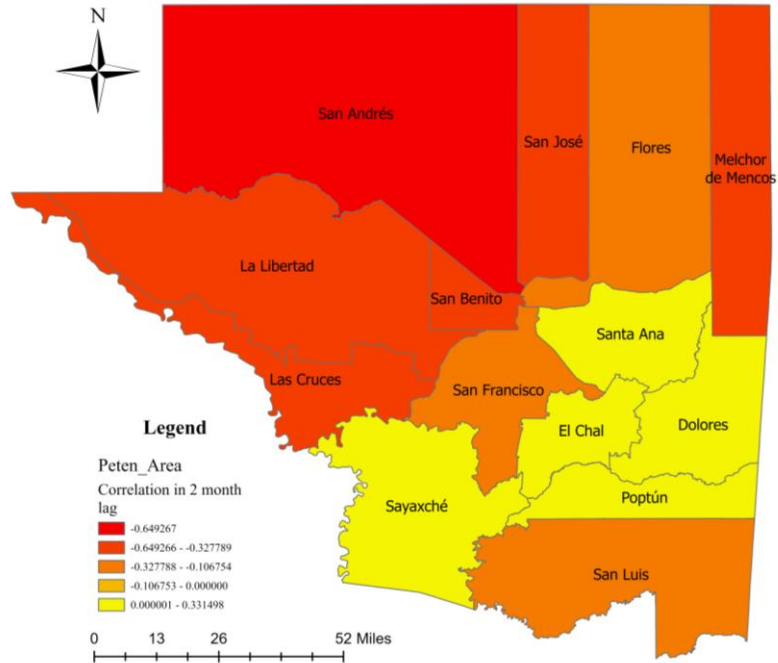 N
San Andrés
San José
Flores
Melchor
de Mencos
La Libertad
San Benito
Santa Ana
Las Cruces
San Francisco
El Chal
Dolores
Sayaxché
Poptún
San Luis
Legend
Peten_Area
Correlation in 2 month
lag
-0.649267
-0.649266 - -0.327789
-0.327788 - -0.106754
-0.106753 - 0.000000
0.000001 - 0.331498
0 13 26 52 Miles